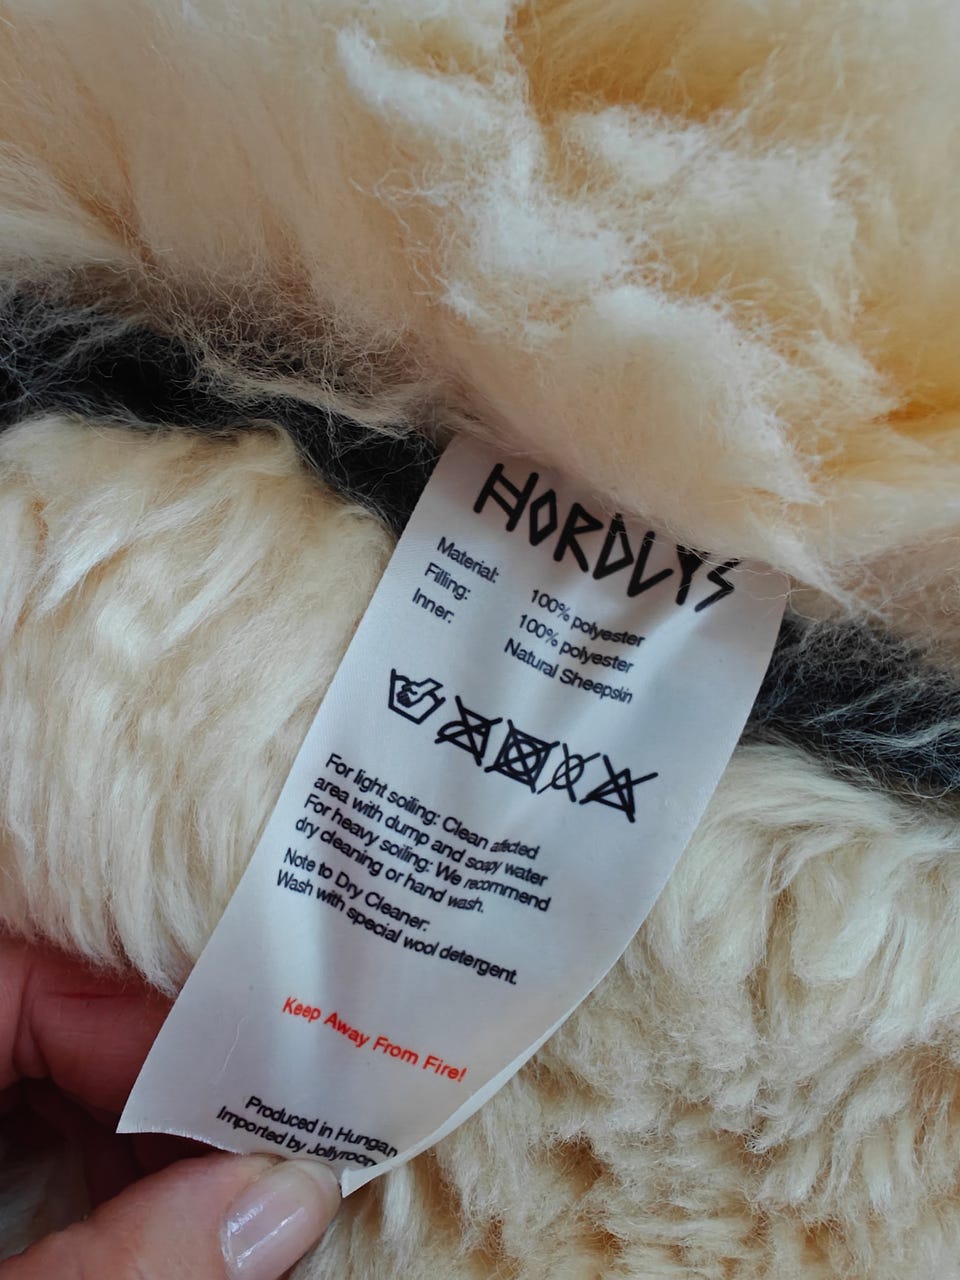 NORDLYS
Material: 100% polyester
Filling: 100% polyester
Inner: Natural Sheepskin
For light soiling: Clean affected
area with dump and soapy water
For heavy soiling: We recommend
dry cleaning or hand wash.
Note to Dry Cleaner:
Wash with special wool detergent.
Keep Away From Fire!
Produced in Hungar
Imported by Jollyroom